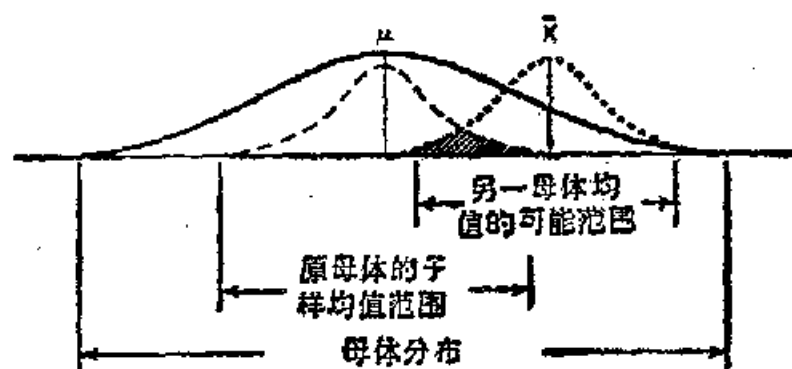 μ
X̄
另一母体均
值的可能范围
原母体的子
样均值范围
母体分布